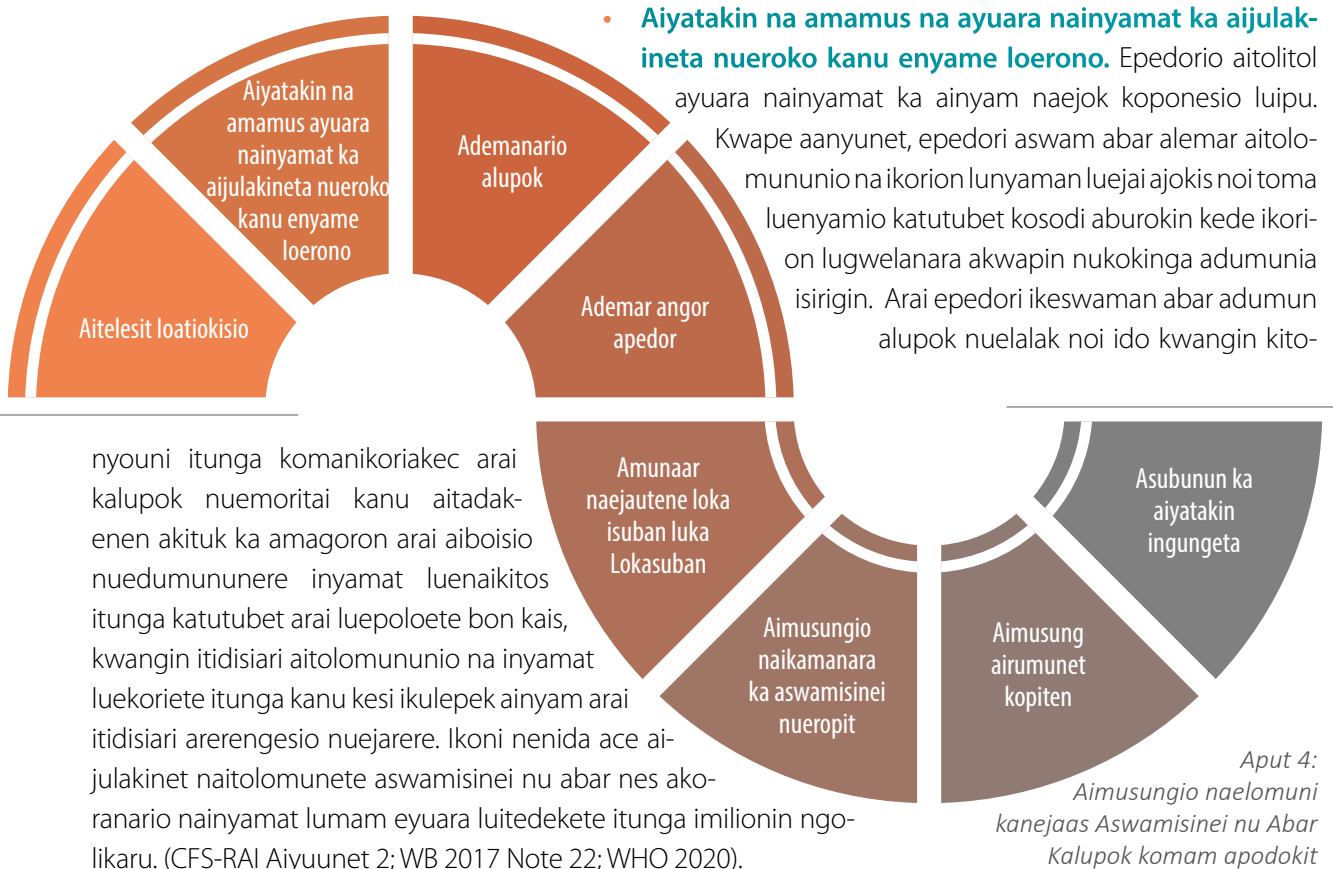 • Aiyatakin na amamus na ayuara nainyamat ka aijulak-
ineta nueroko kanu enyame loerono. Epedorio aitolitol
ayuara nainyamat ka ainyam naejok koponesio luipu.
Kwape aanyunet, epedori aswam abar alemar aitolo-
mununio na ikorion lunyaman luejai ajokis noi toma
luenyamio katutubet kosodi aburokin kede ikori-
on lugwelanara akwapin nukokinga adumunia
isirigin. Arai epedori ikeswaman abar adumun
alupok nuelalak noi ido kwangin kito-
Aitelesit loatiokisio
Aiyatakin na
amamus ayuara
nainyamat ka
aijulakineta nueroko
kanu enyame
loerono
Ademanario
alupok
Ademar angor
apedor
nyouni itunga komanikoriakec arai
kalupok nuemoritai kanu aitadak-
enen akituk ka amagoron arai aiboisio
nuedumununere inyamat luenaikitos
itunga katutubet arai luepoloete bon kais,
kwangin itidisiari aitolomununio na inyamat
luekoriete itunga kanu kesi ikulepek ainyam arai
itidisiari arerengesio nuejarere. Ikoni nenida ace ai-
julakinet naitolomunete aswamisinei nu abar nes ako-
ranario nainyamat lumam eyuara luitedekete itunga imilionin ngo-
likaru. (CFS-RAI Aivuunet 2; WB 2017 Note 22; WHO 2020).
Amunaar
naejautene loka
isuban luka
Lokasuban
Aimusungio
naikamanara
ka aswamisinei
nueropit
Aimusung
airumunet
kopiten
Asubunun ka
aiyatakin
ingungeta
Aput 4:
Aimusungio naelomuni
kanejaas Aswamisinei nu Abar
Kalupok komam apodokit